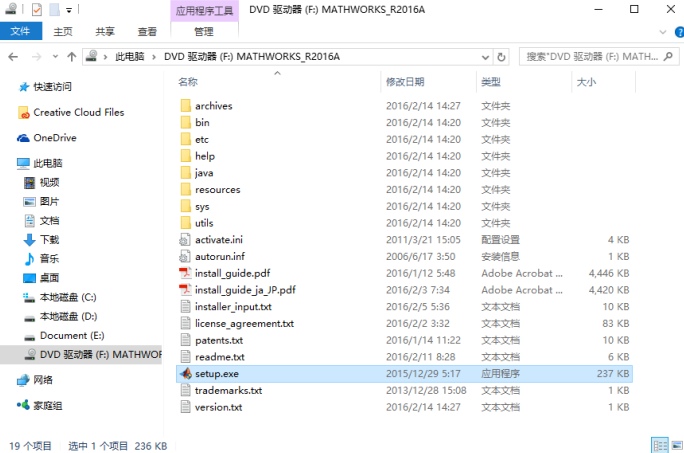 应用程序工具 DVD 驱动器 (F:) MATHWORKS_R2016A
文件 主页 共享 查看 管理
此电脑 DVD 驱动器 (F:) MATHWORKS_R2016A 搜索"DVD 驱动器 (F:) MATH...
名称 修改日期 类型 大小
快速访问
Creative Cloud Files
OneDrive
此电脑
视频
图片
文档
下载
音乐
桌面
本地磁盘 (C:)
本地磁盘 (D:)
Document (E:)
DVD 驱动器 (F:) MATHWOR
网络
家庭组
archives 2016/2/14 14:27 文件夹
bin 2016/2/14 14:20 文件夹
etc 2016/2/14 14:20 文件夹
help 2016/2/14 14:20 文件夹
java 2016/2/14 14:20 文件夹
resources 2016/2/14 14:20 文件夹
sys 2016/2/14 14:20 文件夹
utils 2016/2/14 14:20 文件夹
activate.ini 2011/3/21 15:05 配置设置 4 KB
autorun.inf 2006/6/17 3:50 安装信息 1 KB
install_guide.pdf 2016/1/12 5:48 Adobe Acrobat ... 4,446 KB
install_guide_ja_JP.pdf 2016/2/3 7:34 Adobe Acrobat ... 4,420 KB
installer_input.txt 2016/2/5 5:36 文本文档 10 KB
license_agreement.txt 2016/2/2 3:32 文本文档 83 KB
patents.txt 2016/1/14 11:22 文本文档 10 KB
readme.txt 2016/2/11 8:28 文本文档 6 KB
setup.exe 2015/12/29 5:17 应用程序 237 KB
trademarks.txt 2013/12/28 15:08 文本文档 1 KB
version.txt 2016/2/14 14:27 文本文档 1 KB
19 个项目 选中 1 个项目 236 KB